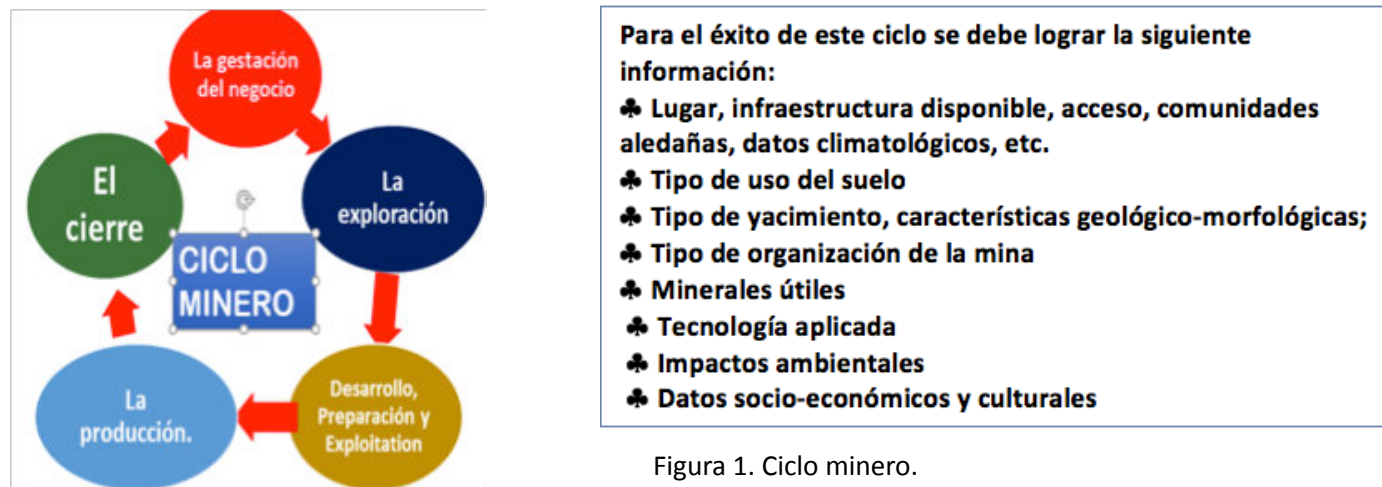 La gestación
del negocio
La
exploración
Desarrollo,
Preparación y
Exploitation
La
producción.
El
cierre
CICLO
MINERO
Para el éxito de este ciclo se debe lograr la siguiente
información:
♣ Lugar, infraestructura disponible, acceso, comunidades
aledañas, datos climatológicos, etc.
♣ Tipo de uso del suelo
♣ Tipo de yacimiento, características geológico-morfológicas;
♣ Tipo de organización de la mina
♣ Minerales útiles
♣ Tecnología aplicada
♣ Impactos ambientales
♣ Datos socio-económicos y culturales
Figura 1. Ciclo minero.